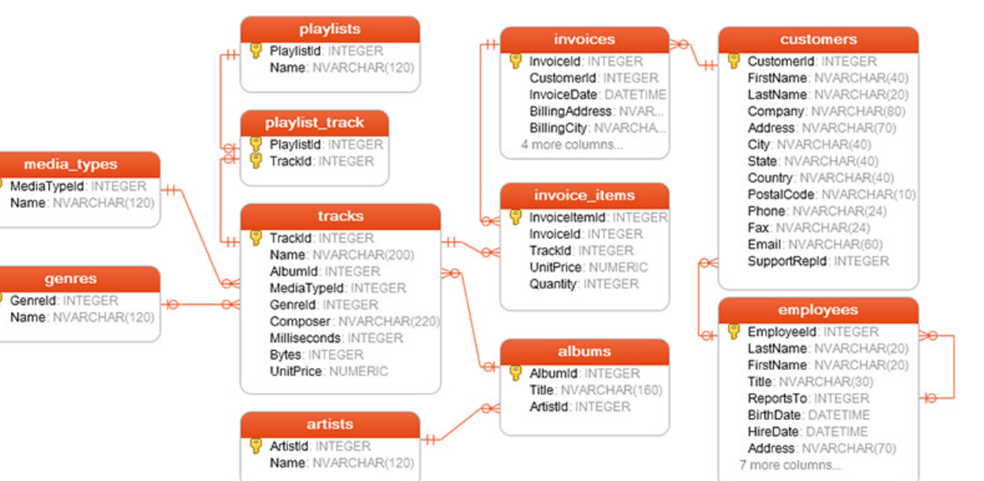 playlists
PlaylistId: INTEGER
Name: NVARCHAR(120)
playlist_track
PlaylistId: INTEGER
TrackId: INTEGER
media_types
MediaTypeId: INTEGER
Name: NVARCHAR(120)
genres
GenreId: INTEGER
Name: NVARCHAR(120)
tracks
TrackId: INTEGER
Name: NVARCHAR(200)
AlbumId: INTEGER
MediaTypeId: INTEGER
GenreId: INTEGER
Composer: NVARCHAR(220)
Milliseconds: INTEGER
Bytes: INTEGER
UnitPrice: NUMERIC
artists
ArtistId: INTEGER
Name: NVARCHAR(120)
invoices
InvoiceId: INTEGER
CustomerId: INTEGER
InvoiceDate: DATETIME
BillingAddress: NVAR...
BillingCity: NVARCHA...
4 more columns...
invoice_items
InvoiceItemId: INTEGER
InvoiceId: INTEGER
TrackId: INTEGER
UnitPrice: NUMERIC
Quantity: INTEGER
albums
AlbumId: INTEGER
Title: NVARCHAR(160)
ArtistId: INTEGER
customers
CustomerId: INTEGER
FirstName: NVARCHAR(40)
LastName: NVARCHAR(20)
Company: NVARCHAR(80)
Address: NVARCHAR(70)
City: NVARCHAR(40)
State: NVARCHAR(40)
Country: NVARCHAR(40)
PostalCode: NVARCHAR(10)
Phone: NVARCHAR(24)
Fax: NVARCHAR(24)
Email: NVARCHAR(60)
SupportRepId: INTEGER
employees
EmployeeId: INTEGER
LastName: NVARCHAR(20)
FirstName: NVARCHAR(20)
Title: NVARCHAR(30)
ReportsTo: INTEGER
BirthDate: DATETIME
HireDate: DATETIME
Address: NVARCHAR(70)
7 more columns...